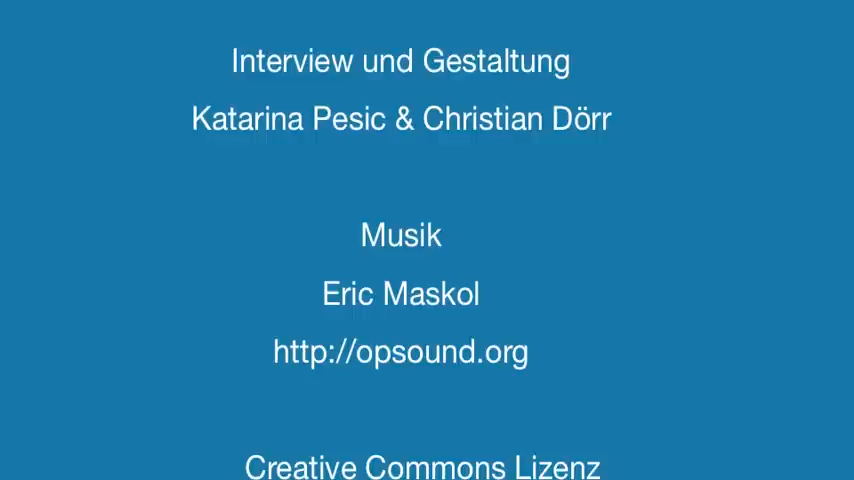 Interview und Gestaltung
Katarina Pesic & Christian Dörr
Musik
Eric Maskol
http://opsound.org
Creative Commons Lizenz